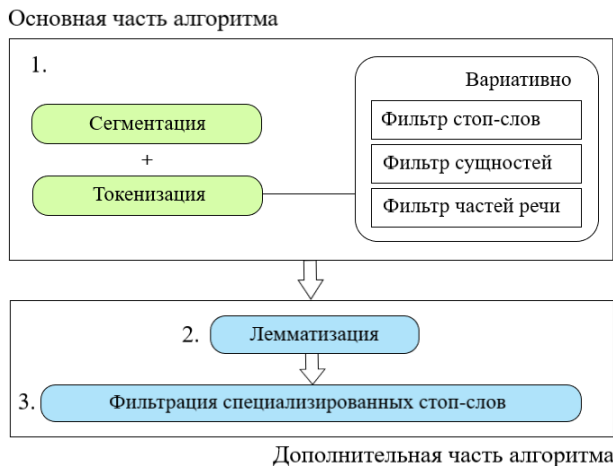 Основная часть алгоритма
1.
Вариативно
Сегментация
+
Токенизация
Фильтр стоп-слов
Фильтр сущностей
Фильтр частей речи
2. Лемматизация
3. Фильтрация специализированных стоп-слов
Дополнительная часть алгоритма